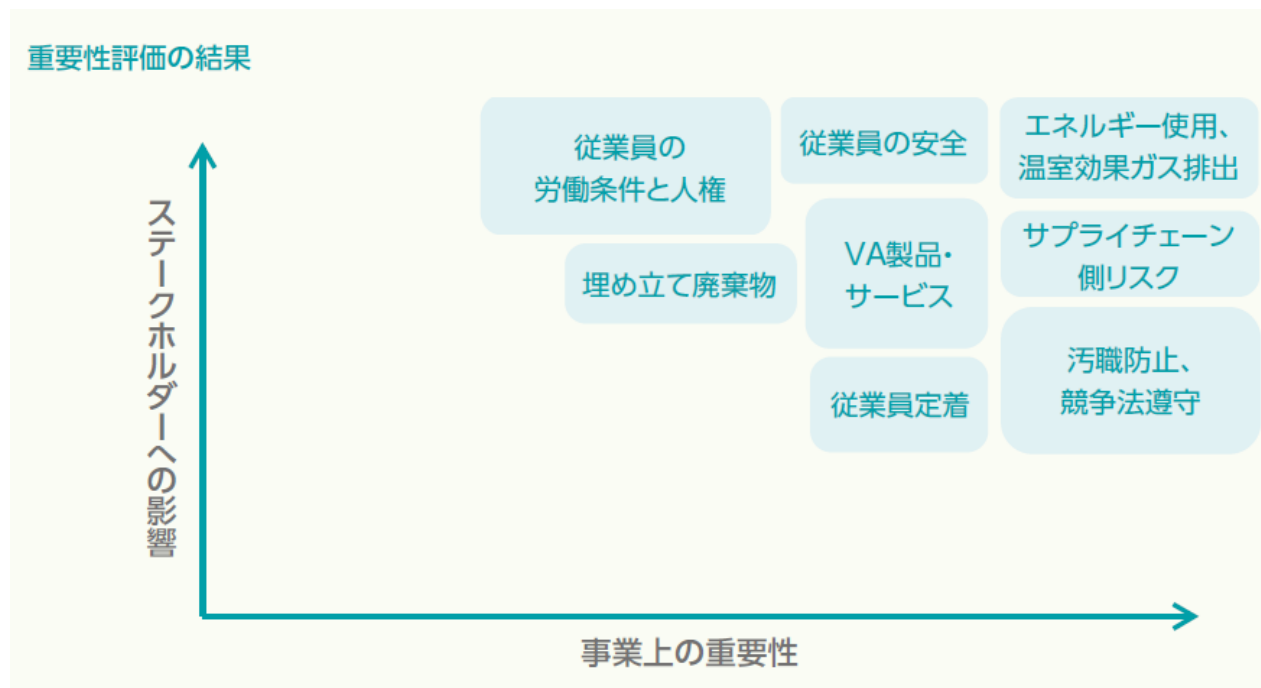 重要性評価の結果
従業員の
労働条件と人権
従業員の安全
エネルギー使用、
温室効果ガス排出
埋め立て廃棄物
VA製品・
サービス
サプライチェーン
側リスク
従業員定着
汚職防止、
競争法遵守
ステークホルダーへの影響
事業上の重要性